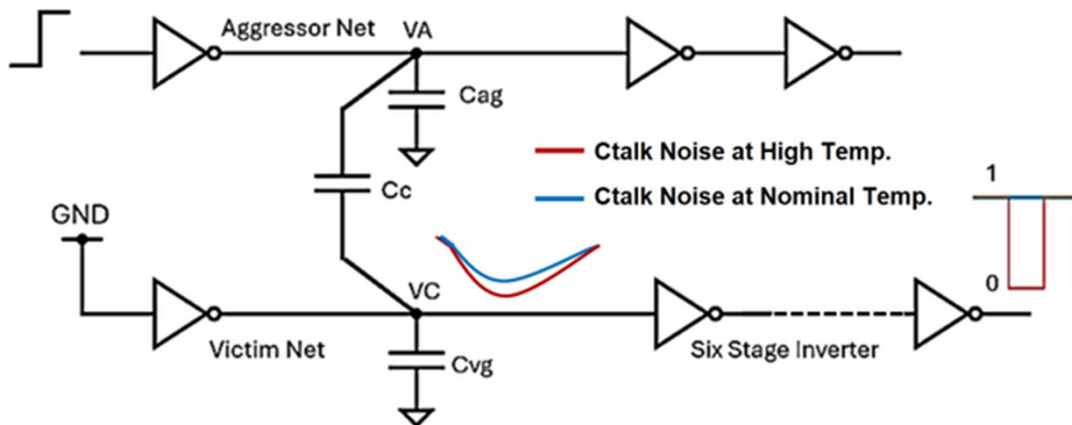 Aggressor Net
VA
Cag
Cc
Ctalk Noise at High Temp.
Ctalk Noise at Nominal Temp.
1
0
GND
VC
Victim Net
Cvg
Six Stage Inverter